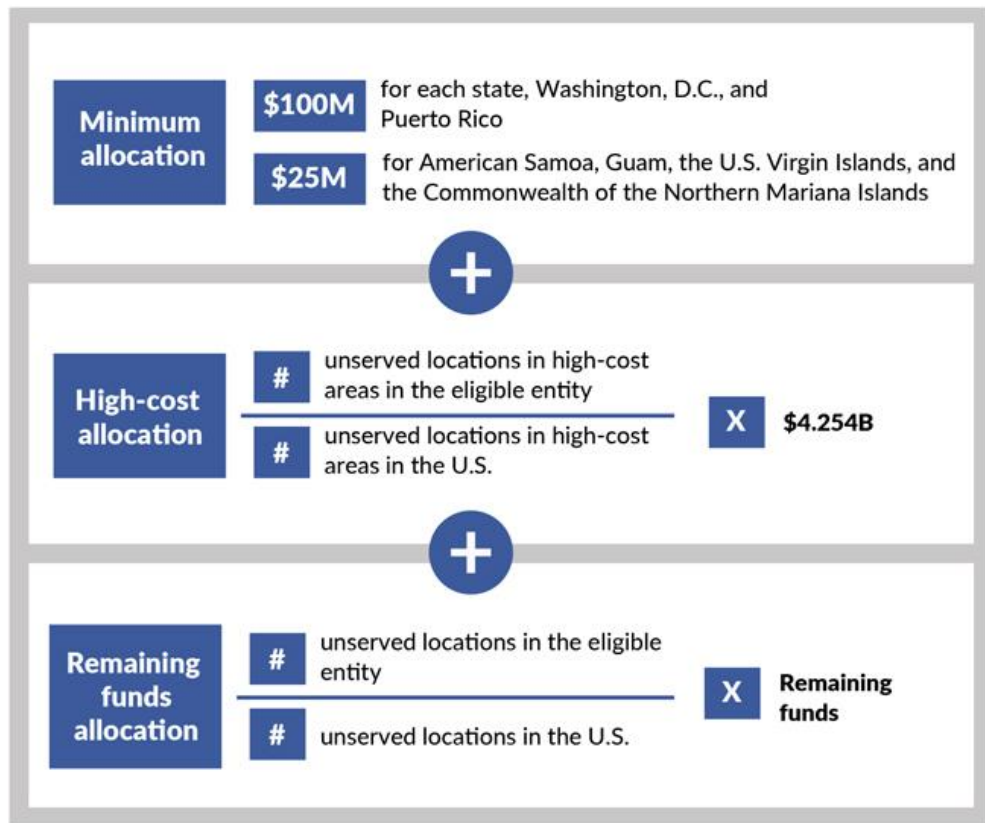 Minimum
allocation
$100M
for each state, Washington, D.C., and
Puerto Rico
$25M
for American Samoa, Guam, the U.S. Virgin Islands, and
the Commonwealth of the Northern Mariana Islands
+
High-cost
allocation
#
unserved locations in high-cost
areas in the eligible entity
#
unserved locations in high-cost
areas in the U.S.
X
$4.254B
+
Remaining
funds
allocation
#
unserved locations in the eligible
entity
#
unserved locations in the U.S.
X
Remaining
funds